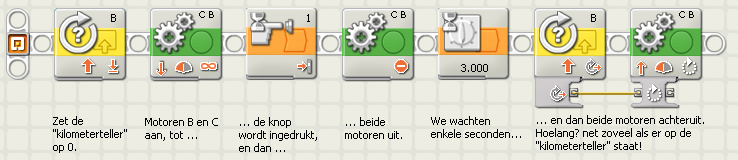 B
C B
1
C B
3.000
B
C B
Zet de
"kilometerteller"
op 0.
Motoren B en C
aan, tot ...
... de knop
wordt ingedrukt,
en dan ...
... beide
motoren uit.
We wachten
enkele seconden...
... en dan beide motoren achteruit.
Hoelang? net zoveel als er op de
"kilometerteller" staat!